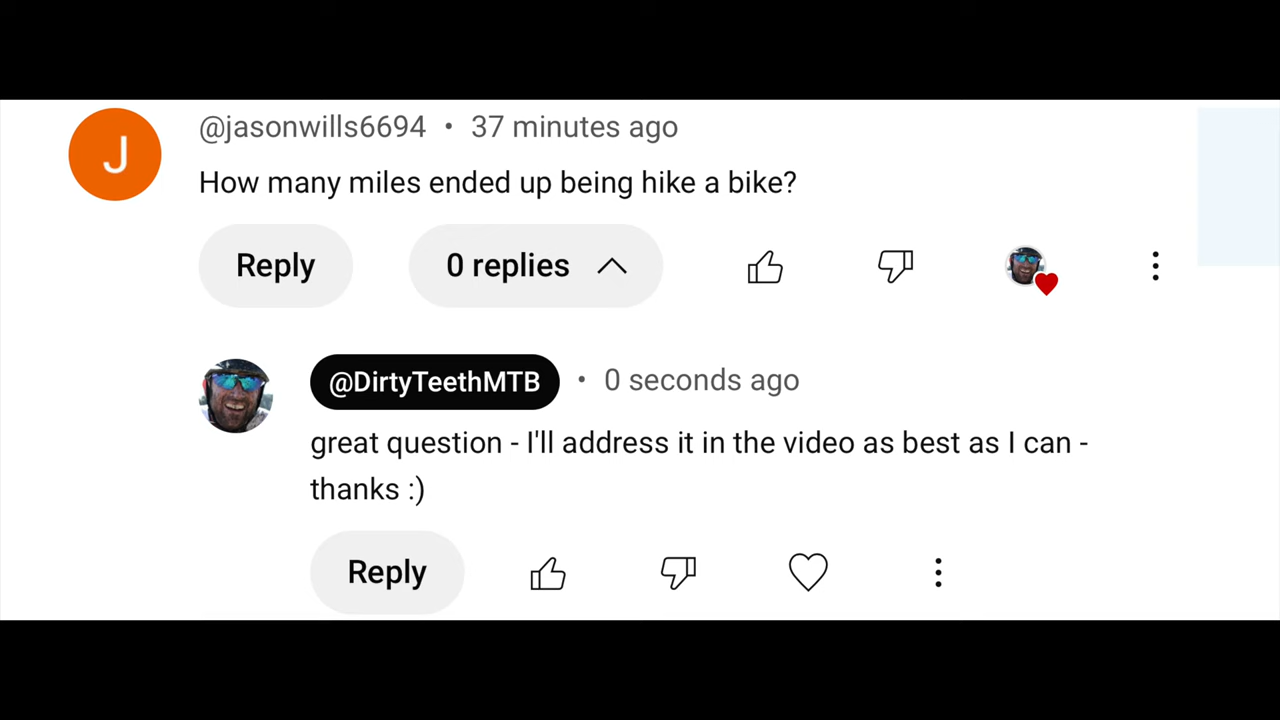 J
@jasonwills6694 • 37 minutes ago
How many miles ended up being hike a bike?
Reply 0 replies
@DirtyTeethMTB • 0 seconds ago
great question - I'll address it in the video as best as I can -
thanks :)
Reply